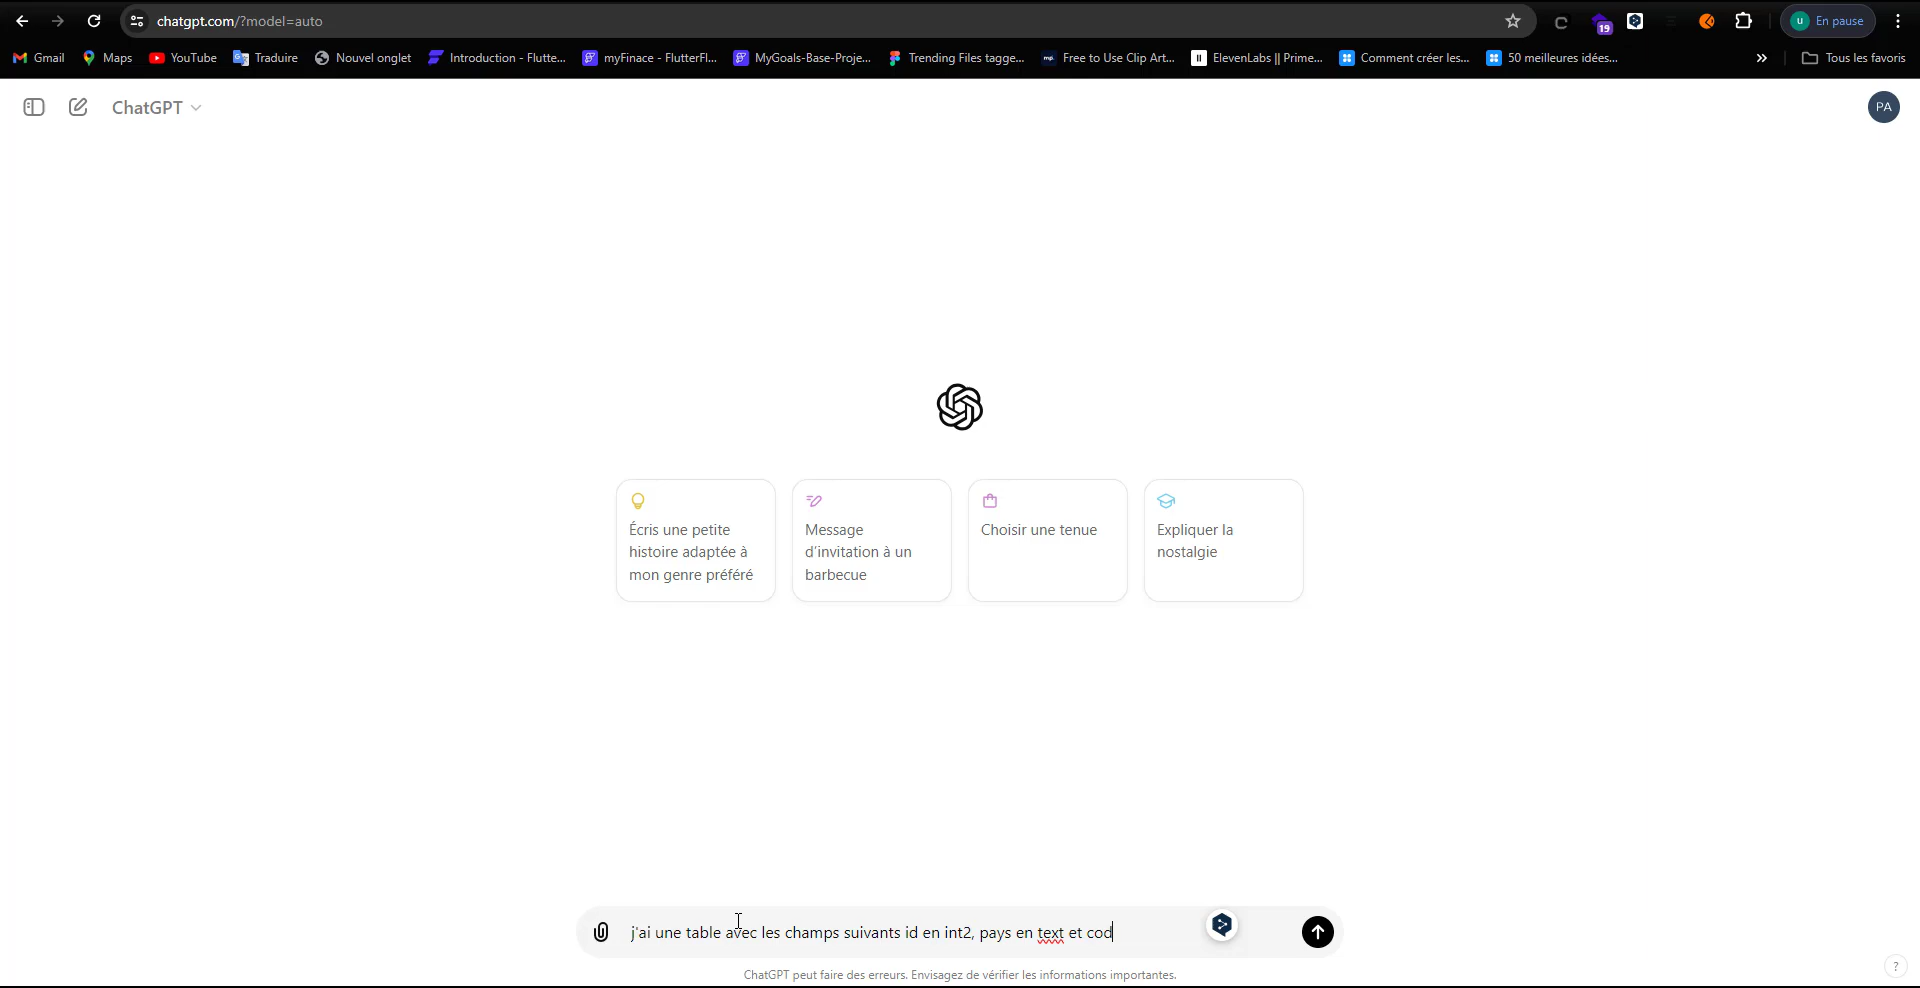 chatgpt.com/?model=auto
19
u
En pause
Gmail
Maps
YouTube
Traduire
Nouvel onglet
Introduction - Flutte...
myFinace - FlutterFl...
MyGoals-Base-Proje...
Trending Files tagge...
Free to Use Clip Art...
ElevenLabs || Prime...
Comment créer les...
50 meilleures idées...
»
Tous les favoris
ChatGPT
PA
Écris une petite
histoire adaptée à
mon genre préféré
Message
d'invitation à un
barbecue
Choisir une tenue
Expliquer la
nostalgie
j'ai une table avec les champs suivants id en int2, pays en text et cod
ChatGPT peut faire des erreurs. Envisagez de vérifier les informations importantes.
?